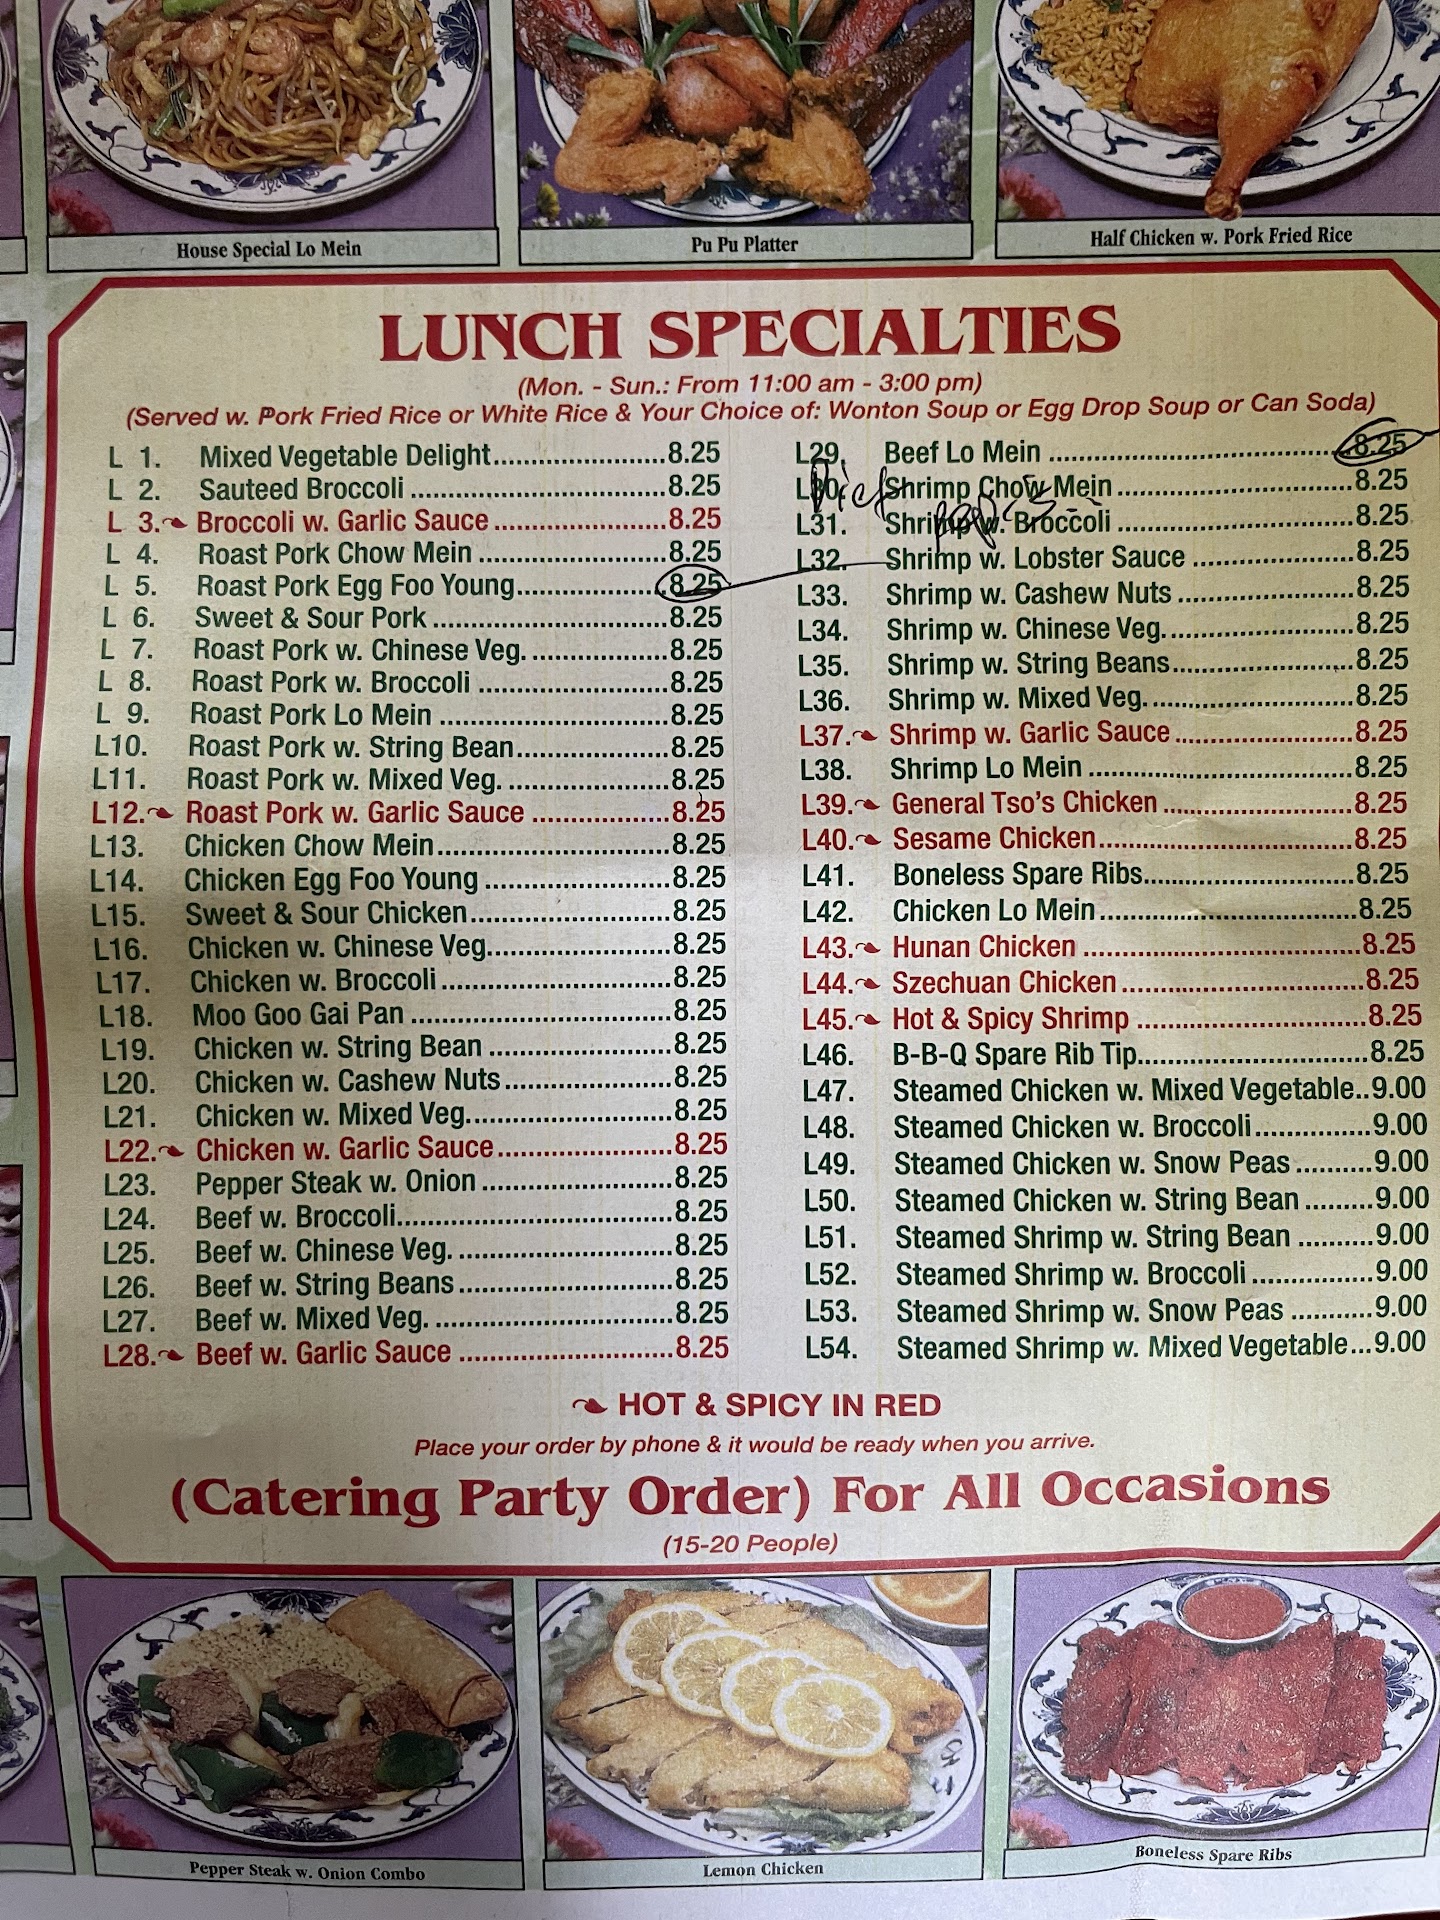 House Special Lo Mein
Pu Pu Platter
Half Chicken w. Pork Fried Rice
LUNCH SPECIALTIES
(Mon. - Sun.: From 11:00 am - 3:00 pm)
(Served w. Pork Fried Rice or White Rice & Your Choice of: Wonton Soup or Egg Drop Soup or Can Soda)
L 1. Mixed Vegetable Delight 8.25
L 2. Sauteed Broccoli 8.25
L 3. Broccoli w. Garlic Sauce 8.25
L 4. Roast Pork Chow Mein 8.25
L 5. Roast Pork Egg Foo Young 8.25
L 6. Sweet & Sour Pork 8.25
L 7. Roast Pork w. Chinese Veg. 8.25
L 8. Roast Pork w. Broccoli 8.25
L 9. Roast Pork Lo Mein 8.25
L10. Roast Pork w. String Bean 8.25
L11. Roast Pork w. Mixed Veg. 8.25
L12. Roast Pork w. Garlic Sauce 8.25
L13. Chicken Chow Mein 8.25
L14. Chicken Egg Foo Young 8.25
L15. Sweet & Sour Chicken 8.25
L16. Chicken w. Chinese Veg. 8.25
L17. Chicken w. Broccoli 8.25
L18. Moo Goo Gai Pan 8.25
L19. Chicken w. String Bean 8.25
L20. Chicken w. Cashew Nuts 8.25
L21. Chicken w. Mixed Veg. 8.25
L22. Chicken w. Garlic Sauce 8.25
L23. Pepper Steak w. Onion 8.25
L24. Beef w. Broccoli 8.25
L25. Beef w. Chinese Veg. 8.25
L26. Beef w. String Beans 8.25
L27. Beef w. Mixed Veg. 8.25
L28. Beef w. Garlic Sauce 8.25
L29. Beef Lo Mein 8.25
L30. Shrimp Chow Mein 8.25
L31. Shrimp w. Broccoli 8.25
L32. Shrimp w. Lobster Sauce 8.25
L33. Shrimp w. Cashew Nuts 8.25
L34. Shrimp w. Chinese Veg. 8.25
L35. Shrimp w. String Beans 8.25
L36. Shrimp w. Mixed Veg. 8.25
L37. Shrimp w. Garlic Sauce 8.25
L38. Shrimp Lo Mein 8.25
L39. General Tso's Chicken 8.25
L40. Sesame Chicken 8.25
L41. Boneless Spare Ribs 8.25
L42. Chicken Lo Mein 8.25
L43. Hunan Chicken 8.25
L44. Szechuan Chicken 8.25
L45. Hot & Spicy Shrimp 8.25
L46. B-B-Q Spare Rib Tip 8.25
L47. Steamed Chicken w. Mixed Vegetable 9.00
L48. Steamed Chicken w. Broccoli 9.00
L49. Steamed Chicken w. Snow Peas 9.00
L50. Steamed Chicken w. String Bean 9.00
L51. Steamed Shrimp w. String Bean 9.00
L52. Steamed Shrimp w. Broccoli 9.00
L53. Steamed Shrimp w. Snow Peas 9.00
L54. Steamed Shrimp w. Mixed Vegetable 9.00
HOT & SPICY IN RED
Place your order by phone & it would be ready when you arrive.
(Catering Party Order) For All Occasions
(15-20 People)
Pepper Steak w. Onion Combo
Lemon Chicken
Boneless Spare Ribs